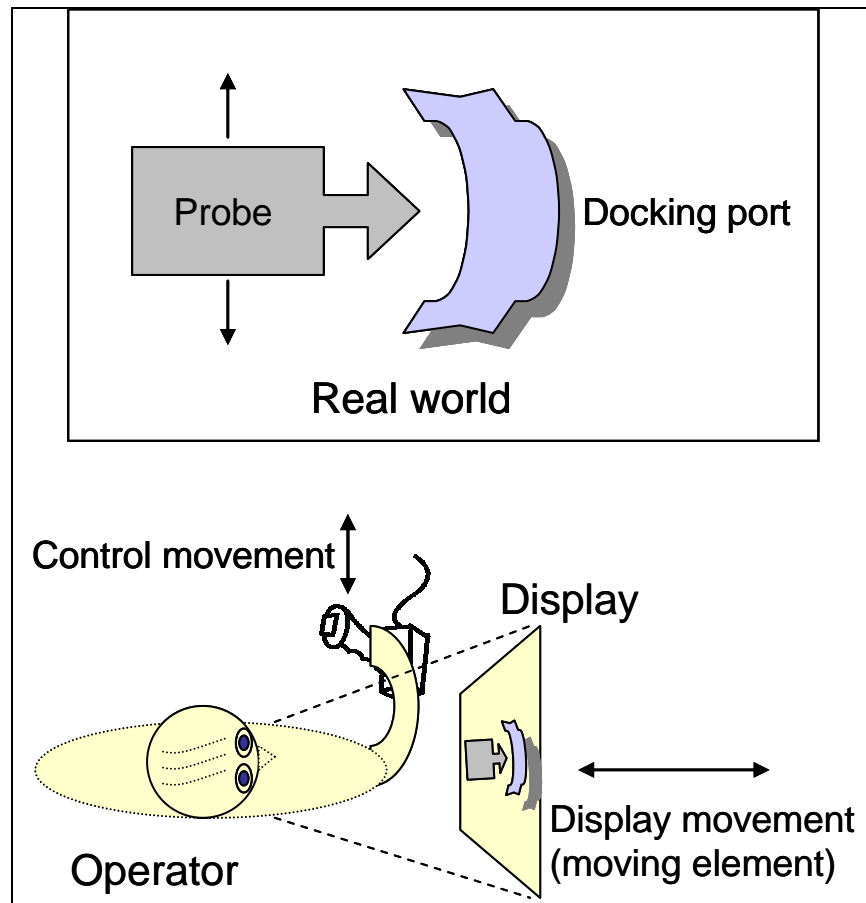 Probe
Docking port
Real world
Control movement
Display
Display movement
(moving element)
Operator